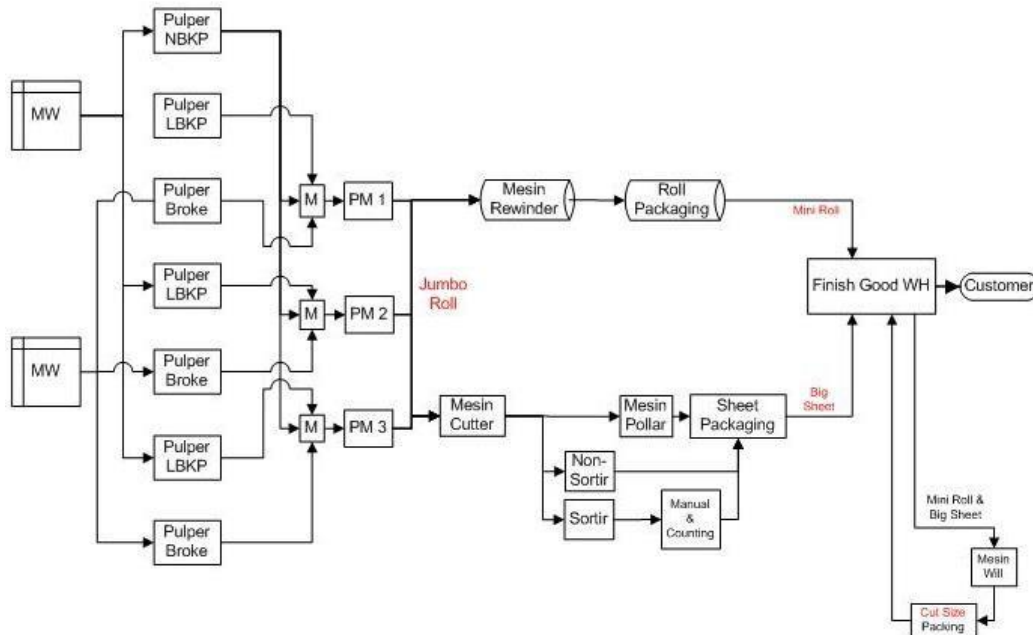 Pulper
NBKP
MW
Pulper
LBKP
Pulper
Broke
M
PM 1
Mesin
Rewinder
Roll
Packaging
Mini Roll
Pulper
LBKP
Jumbo
Roll
M
PM 2
Finish Good WH
Customer
MW
Pulper
Broke
Pulper
LBKP
M
PM 3
Mesin
Cutter
Mesin
Pollar
Sheet
Packaging
Big
Sheet
Non-
Sortir
Sortir
Manual
&
Counting
Mini Roll &
Big Sheet
Pulper
Broke
Mesin
Will
Cut Size
Packing